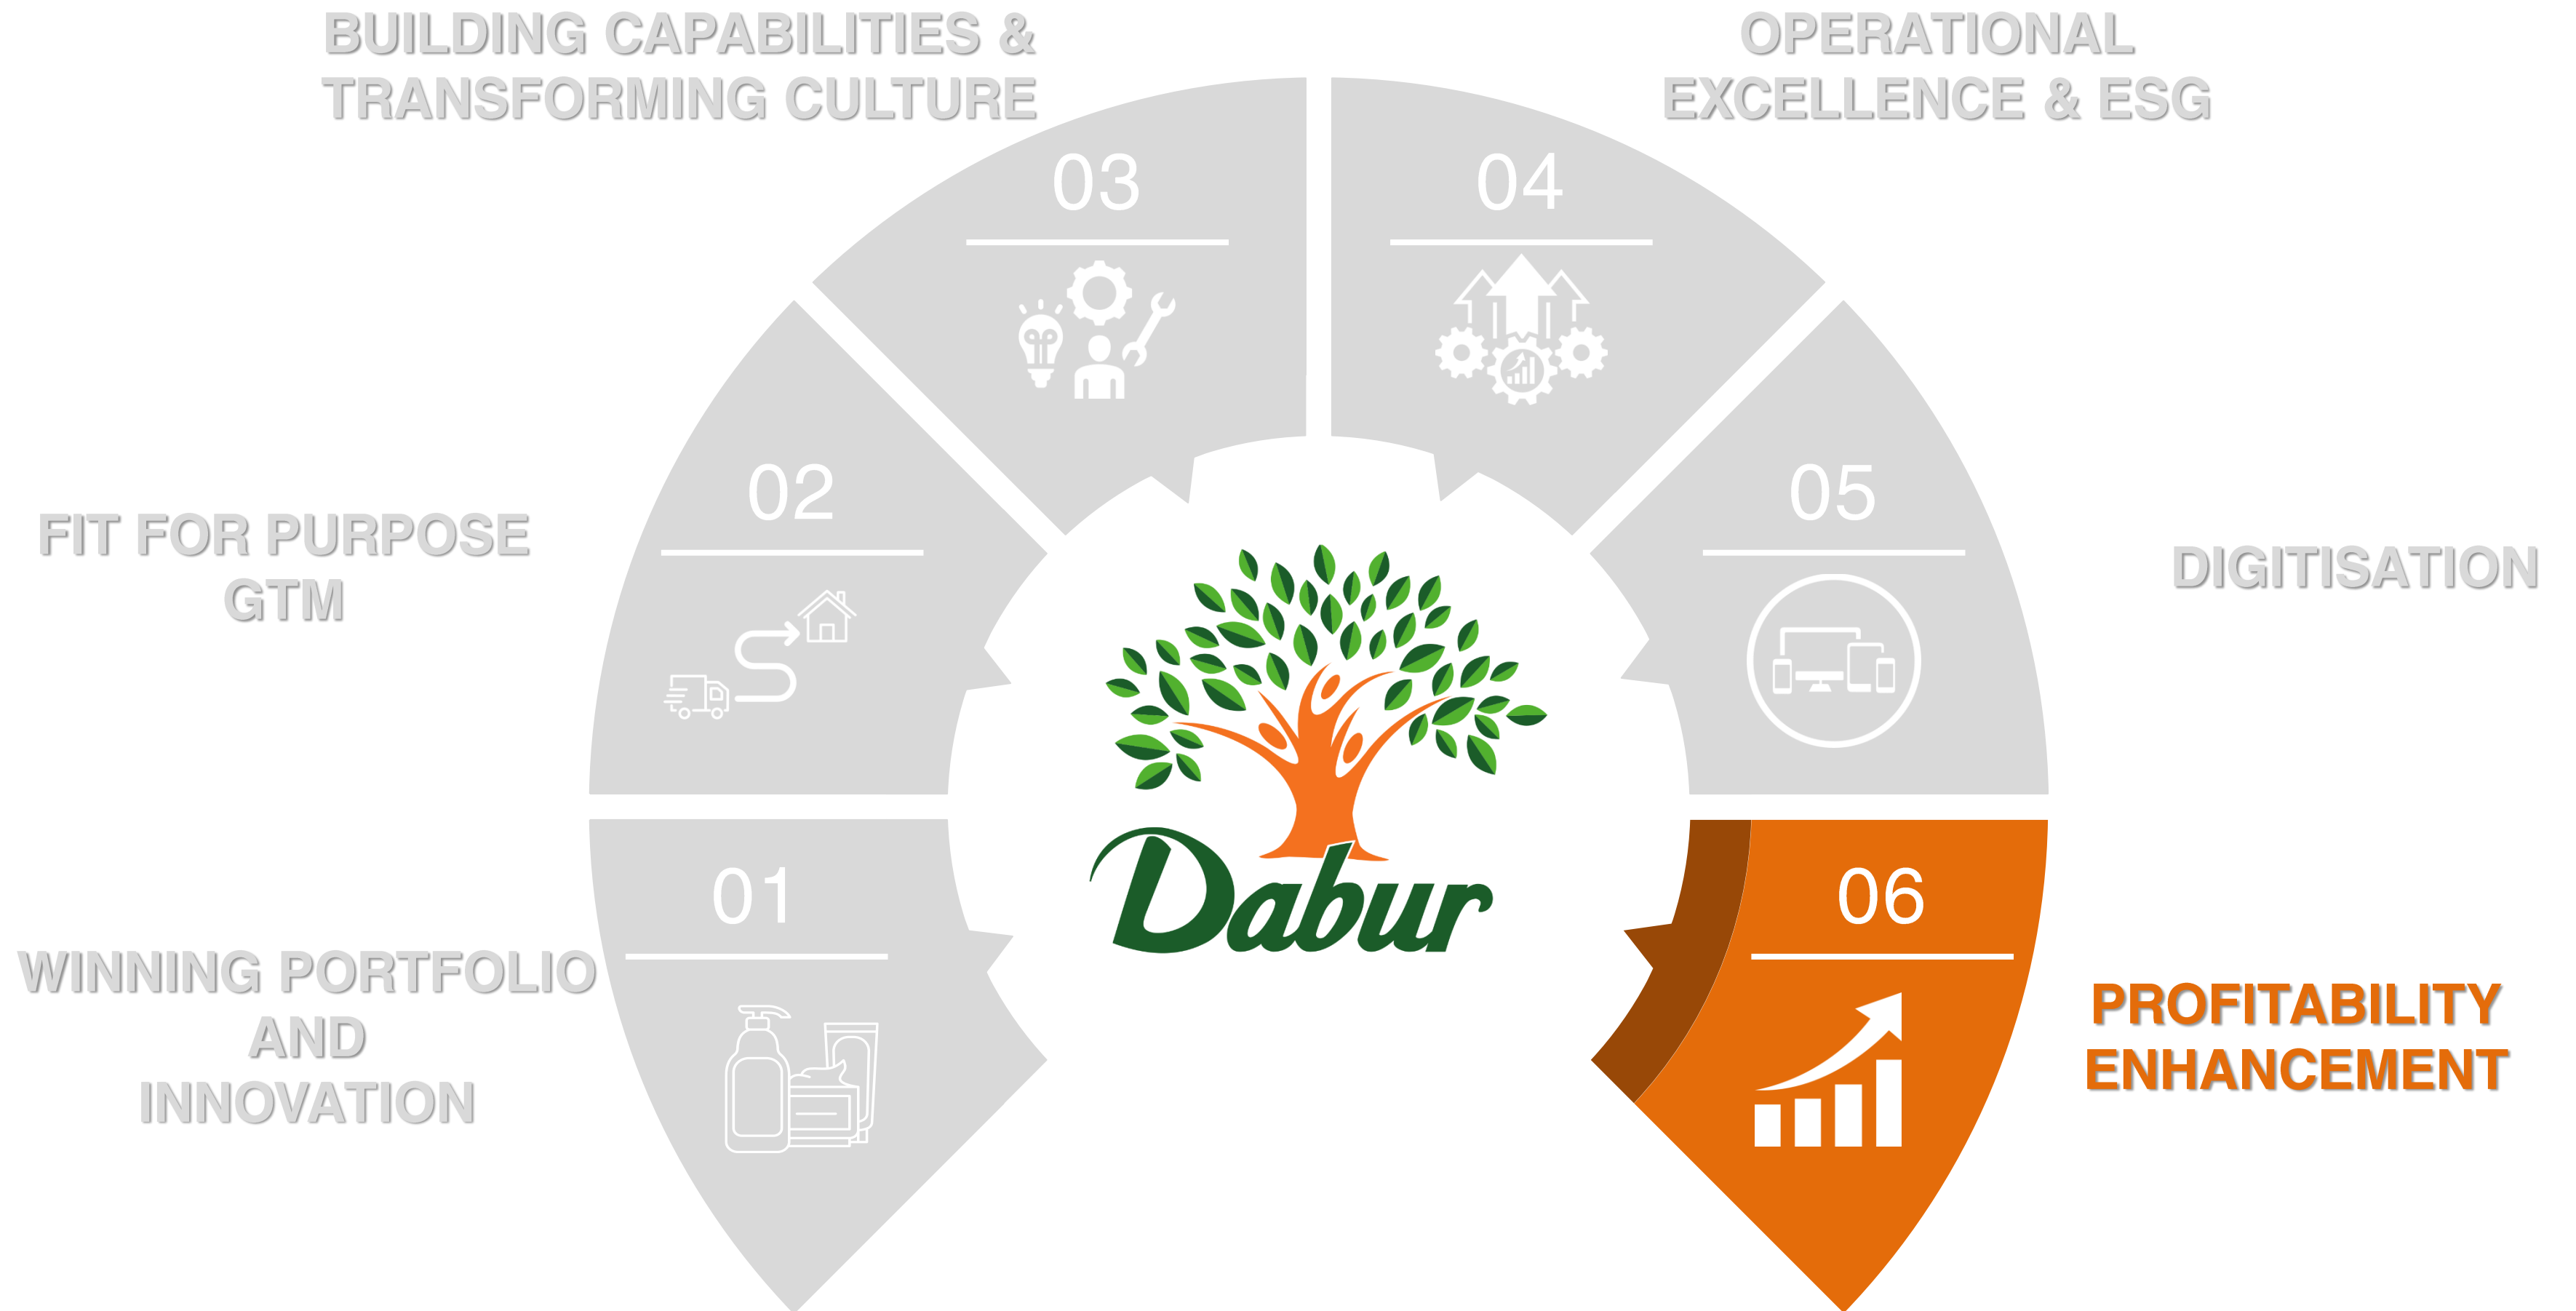 BUILDING CAPABILITIES &
TRANSFORMING CULTURE
OPERATIONAL
EXCELLENCE & ESG
03
04
02
05
FIT FOR PURPOSE
GTM
DIGITISATION
Dabur
01
06
WINNING PORTFOLIO
AND
INNOVATION
PROFITABILITY
ENHANCEMENT